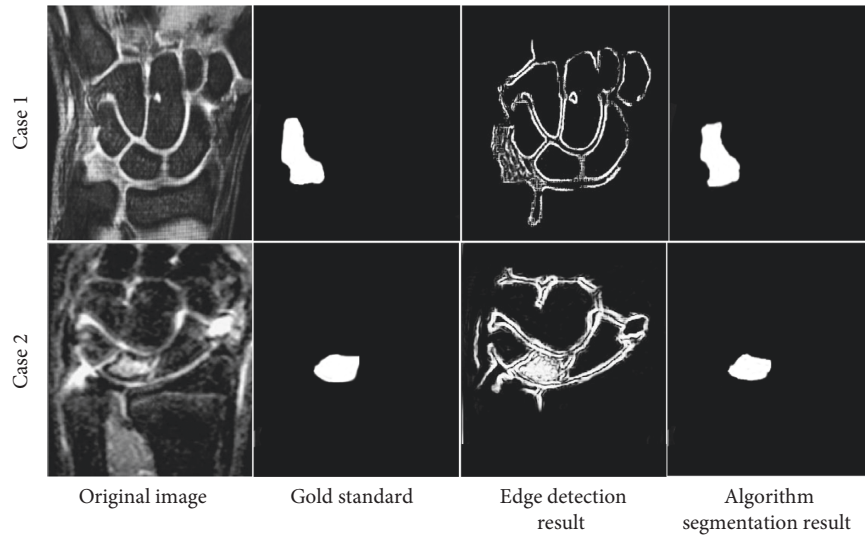 Case 1
Case 2
Original image
Gold standard
Edge detection
result
Algorithm
segmentation result